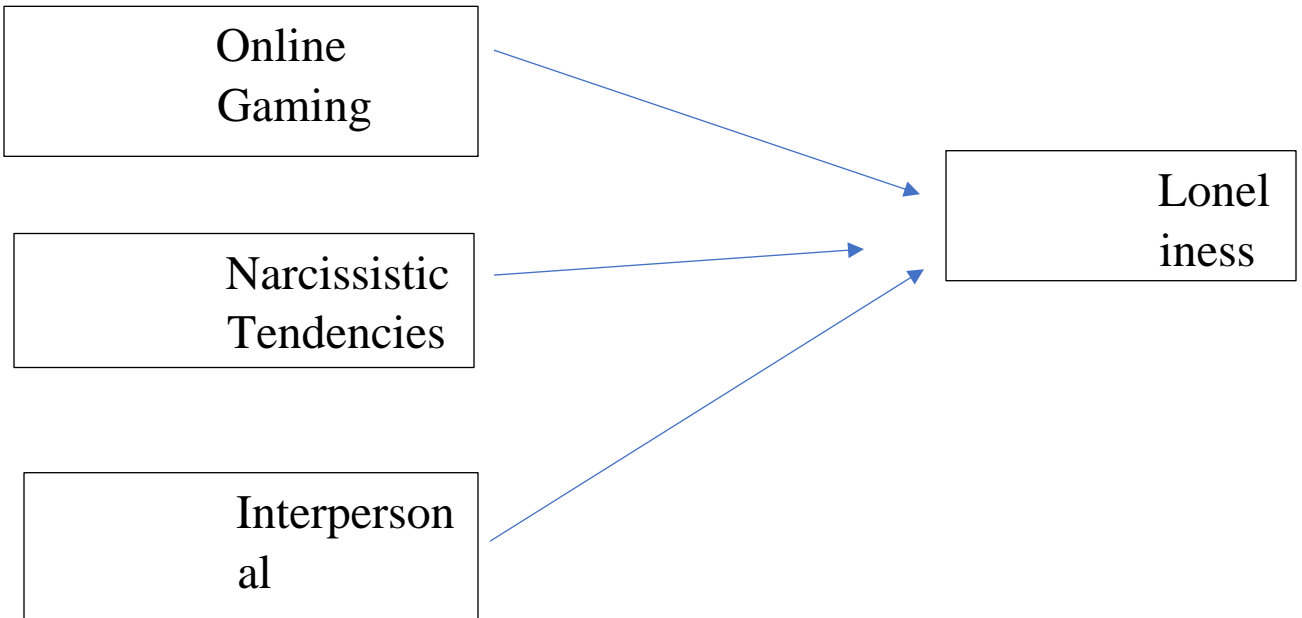 Online
Gaming
Lonel
iness
Narcissistic
Tendencies
Interperson
al